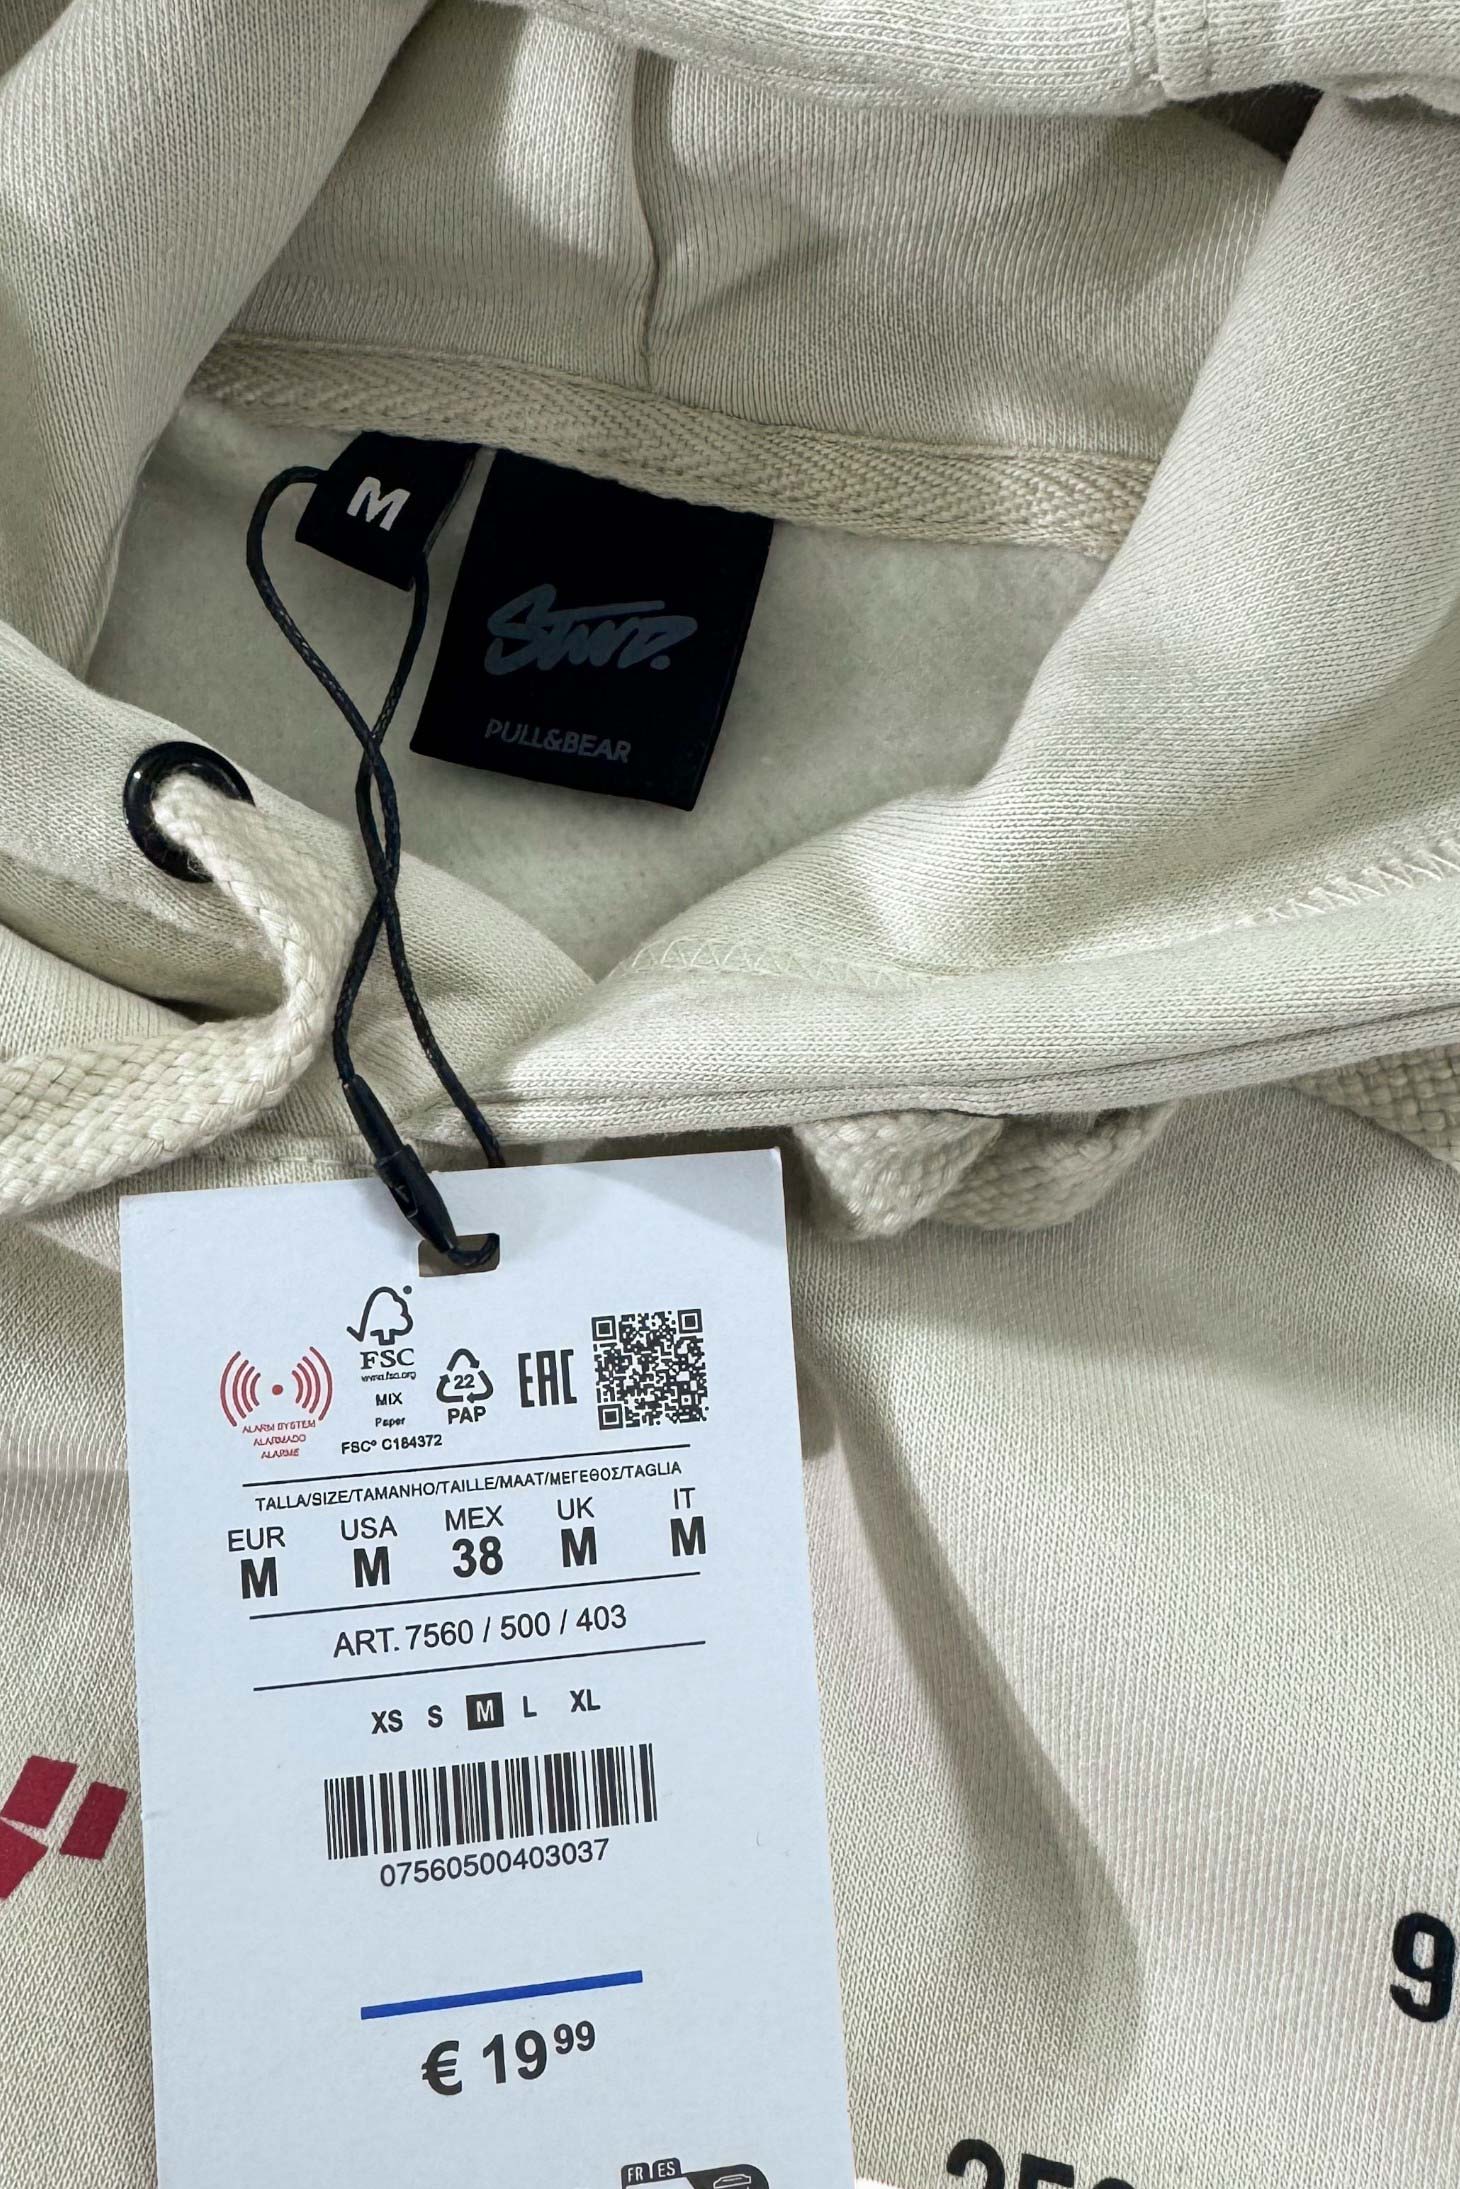 M
STWD.
PULL&BEAR
FSC
www.fsc.org
MIX
Paper
FSC® C184372
ALARM SYSTEM
ALARMADO
ALARME
22
PAP
EAC
TALLA/SIZE/TAMANHO/TAILLE/MAAT/ΜΕΓΕΘΟΣ/TAGLIA
EUR USA MEX UK IT
M M 38 M M
ART. 7560 / 500 / 403
XS S M L XL
07560500403037
€ 19 99
FR ES
9